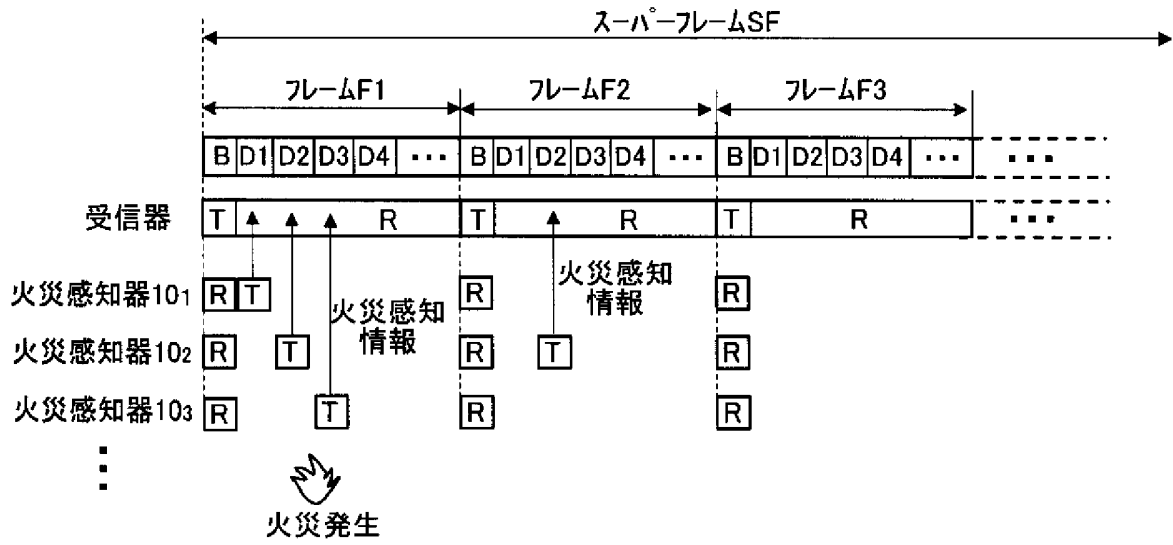 スーパーフレームSF
フレームF1 フレームF2 フレームF3
B D1 D2 D3 D4 ・・・ B D1 D2 D3 D4 ・・・ B D1 D2 D3 D4 ・・・ ・・・
受信器 T R T R T R ・・・
火災感知器101 R T R R
火災感知
情報
火災感知
情報
火災感知器102 R T R T R
火災感知器103 R T R R
・・・
火災発生